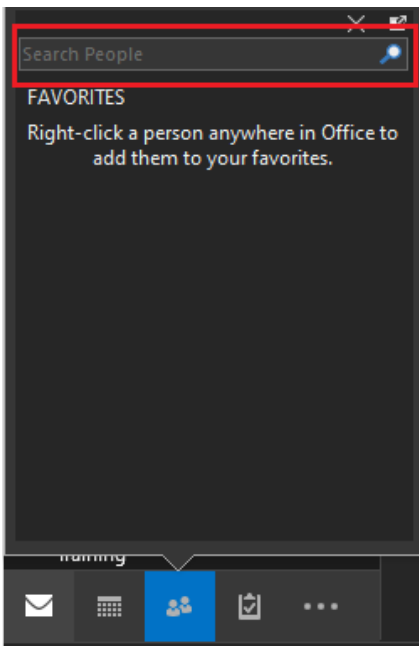 Search People
FAVORITES
Right-click a person anywhere in Office to
add them to your favorites.